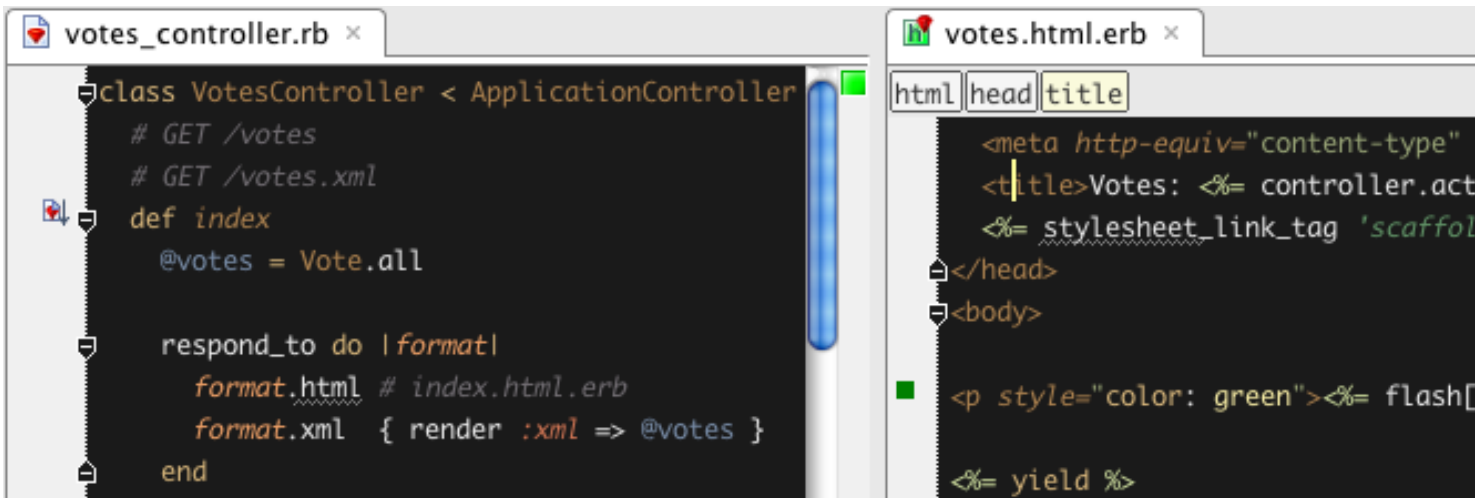 votes_controller.rb
class VotesController < ApplicationController
# GET /votes
# GET /votes.xml
def index
@votes = Vote.all
respond_to do |format|
format.html # index.html.erb
format.xml { render :xml => @votes }
end
votes.html.erb
html head title
<meta http-equiv="content-type"
<title>Votes: <%= controller.act
<%= stylesheet_link_tag 'scaffol
</head>
<body>
<p style="color: green"><%= flash[
<%= yield %>